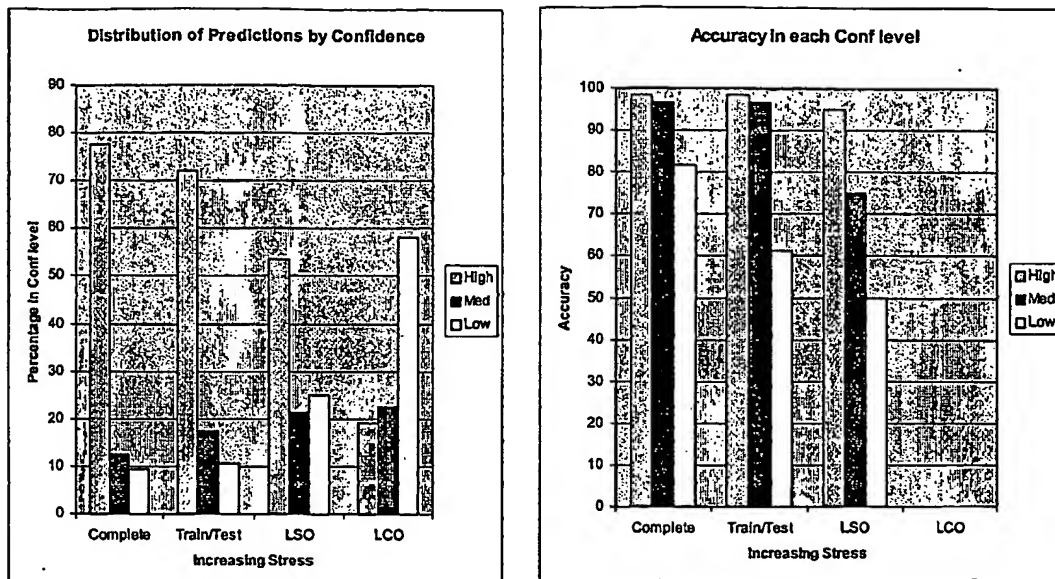 Distribution of Predictions by Confidence
90
80
70
60
50
40
30
20
10
0
Percentage in Conf level
Complete Train/Test LSO LCO
Increasing Stress
High
Med
Low
Accuracy in each Conf level
100
90
80
70
60
50
40
30
20
10
0
Accuracy
Complete Train/Test LSO LCO
Increasing Stress
High
Med
Low